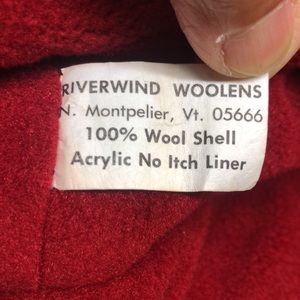 RIVERWIND WOOLENS
N. Montpelier, Vt. 05666
100% Wool Shell
Acrylic No Itch Liner